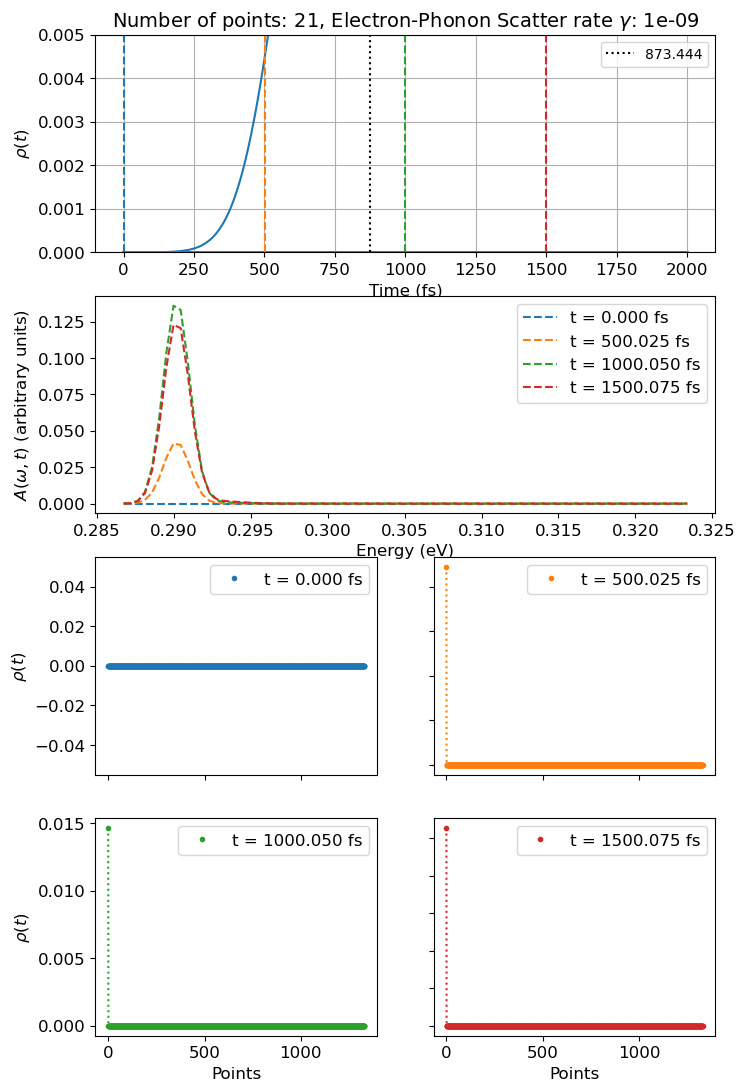 Number of points: 21, Electron-Phonon Scatter rate γ: 1e-09
0.005
0.004
0.003
0.002
0.001
0.000
ρ(t)
873.444
0 250 500 750 1000 1250 1500 1750 2000
Time (fs)
0.125
0.100
0.075
0.050
0.025
0.000
A(ω, t) (arbitrary units)
t = 0.000 fs
t = 500.025 fs
t = 1000.050 fs
t = 1500.075 fs
0.285 0.290 0.295 0.300 0.305 0.310 0.315 0.320 0.325
Energy (eV)
0.04
0.02
0.00
−0.02
−0.04
ρ(t)
t = 0.000 fs
t = 500.025 fs
0.015
0.010
0.005
0.000
ρ(t)
t = 1000.050 fs
0 500 1000
Points
t = 1500.075 fs
0 500 1000
Points